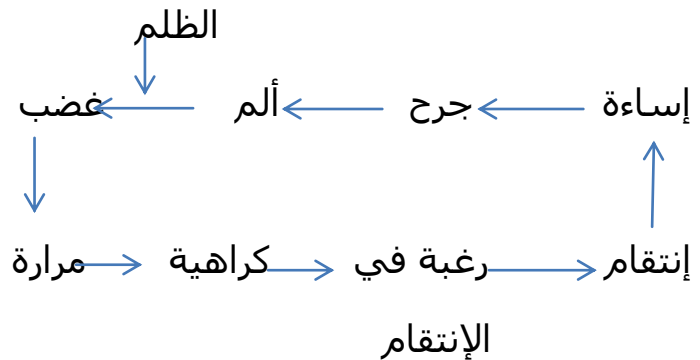 الظلم
إساءة جرح ألم غضب
مرارة كراهية رغبة في إنتقام
الإنتقام